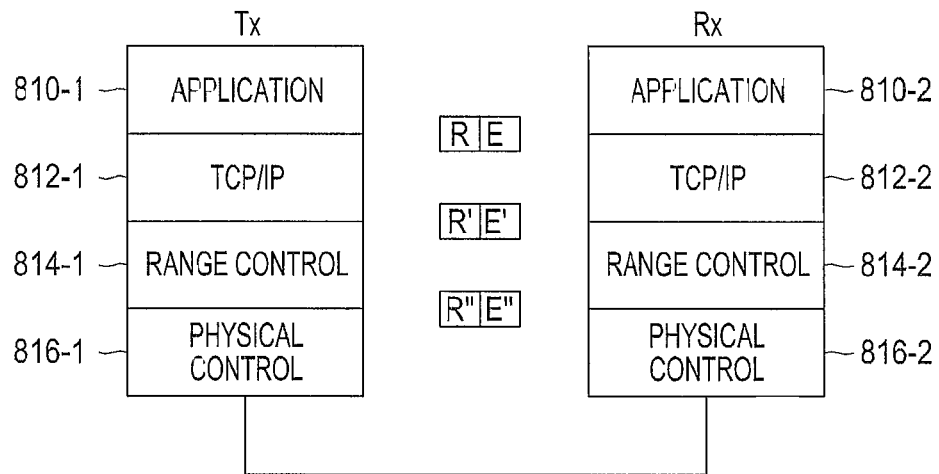 Tx Rx
810-1 APPLICATION APPLICATION 810-2
R E
812-1 TCP/IP TCP/IP 812-2
R' E'
814-1 RANGE CONTROL RANGE CONTROL 814-2
R" E"
816-1 PHYSICAL CONTROL PHYSICAL CONTROL 816-2